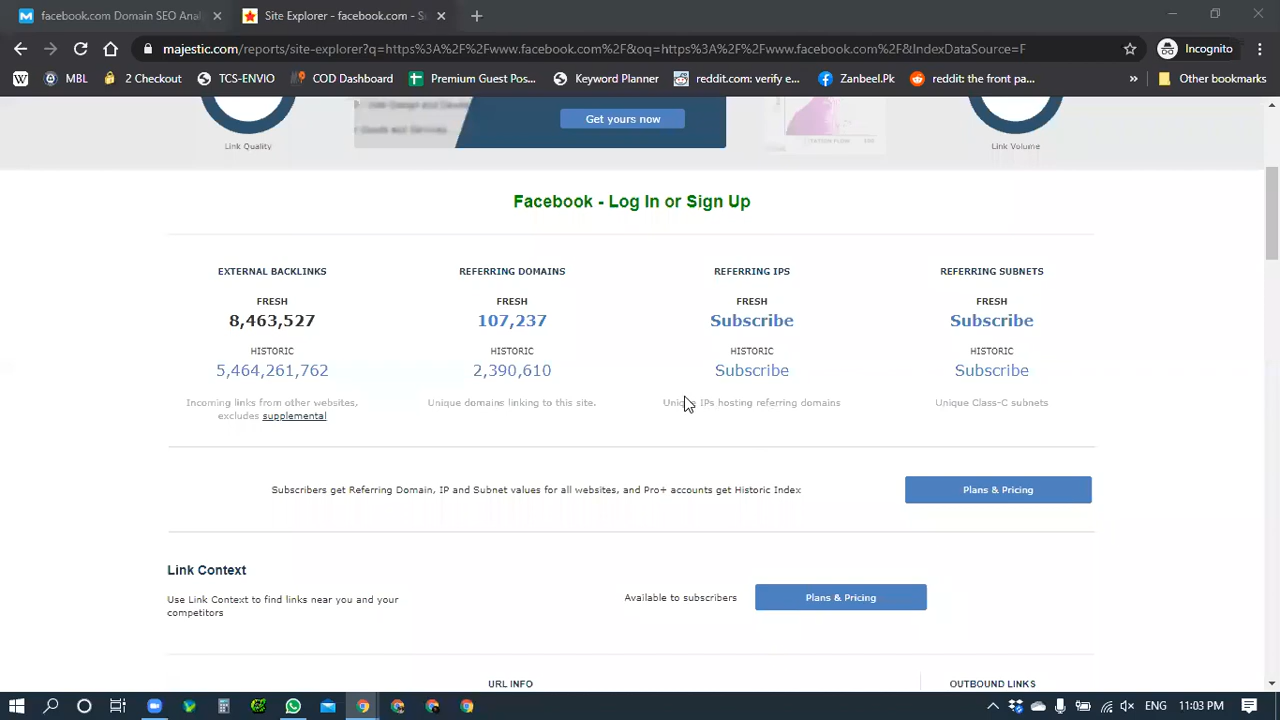 facebook.com Domain SEO Anal
Site Explorer - facebook.com - S
majestic.com/reports/site-explorer?q=https%3A%2F%2Fwww.facebook.com%2F&oq=https%3A%2F%2Fwww.facebook.com%2F&IndexDataSource=F
Incognito
MBL
2 Checkout
TCS-ENVIO
COD Dashboard
Premium Guest Pos...
Keyword Planner
reddit.com: verify e...
Zanbeel.Pk
reddit: the front pa...
»
Other bookmarks
Get yours now
Link Quality
Link Volume
Facebook - Log In or Sign Up
EXTERNAL BACKLINKS
REFERRING DOMAINS
REFERRING IPS
REFERRING SUBNETS
FRESH
FRESH
FRESH
FRESH
8,463,527
107,237
Subscribe
Subscribe
HISTORIC
HISTORIC
HISTORIC
HISTORIC
5,464,261,762
2,390,610
Subscribe
Subscribe
Incoming links from other websites,
excludes supplemental
Unique domains linking to this site.
Unique IPs hosting referring domains
Unique Class-C subnets
Subscribers get Referring Domain, IP and Subnet values for all websites, and Pro+ accounts get Historic Index
Plans & Pricing
Link Context
Use Link Context to find links near you and your
competitors
Available to subscribers
Plans & Pricing
URL INFO
OUTBOUND LINKS
ENG
11:03 PM